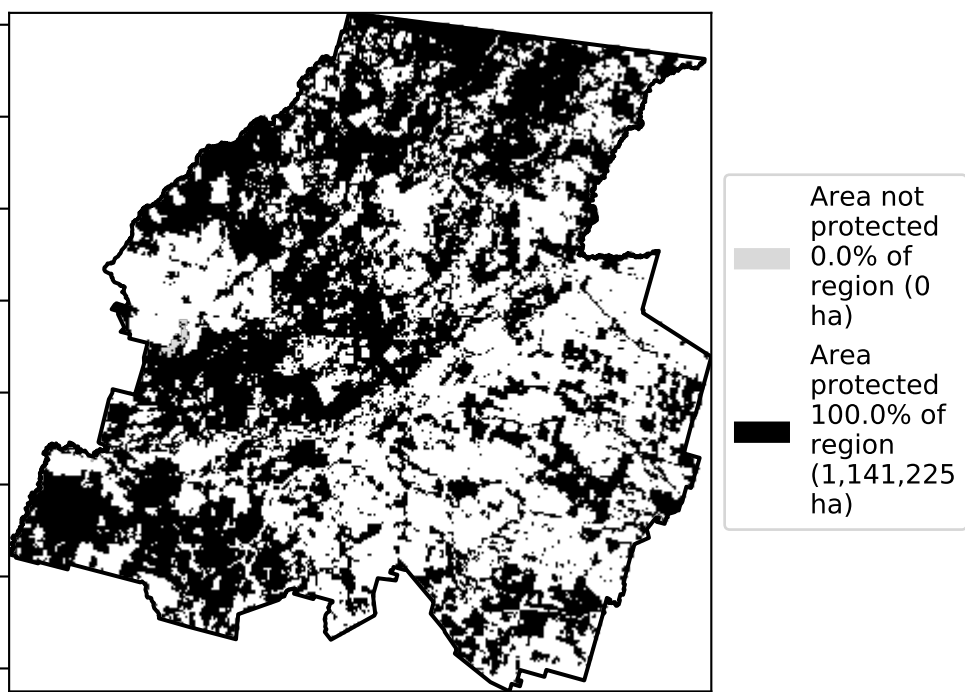 Area not
protected
0.0% of
region (0
ha)
Area
protected
100.0% of
region
(1,141,225
ha)